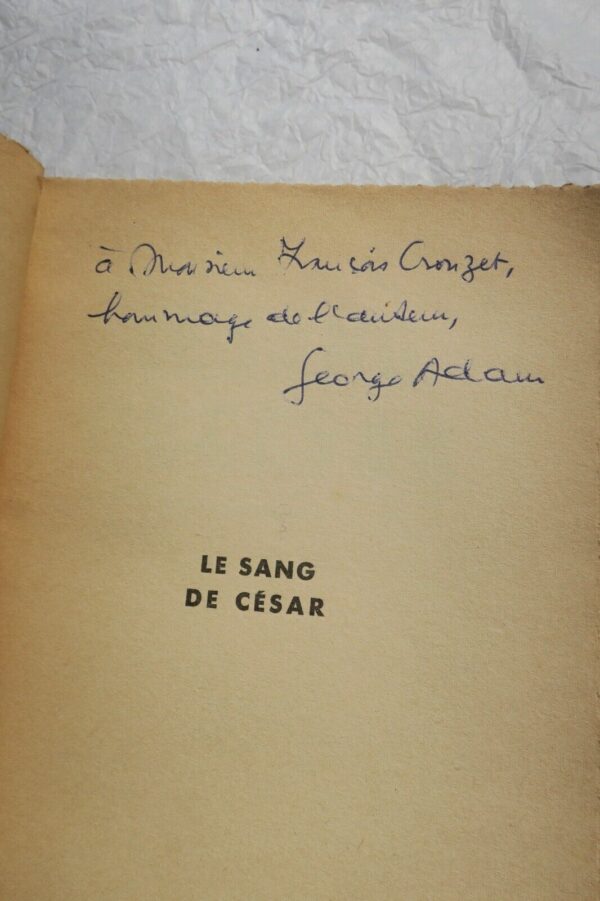 à Monsieur François Crouzet,
hommage de l'auteur,
George Adam
LE SANG
DE CÉSAR